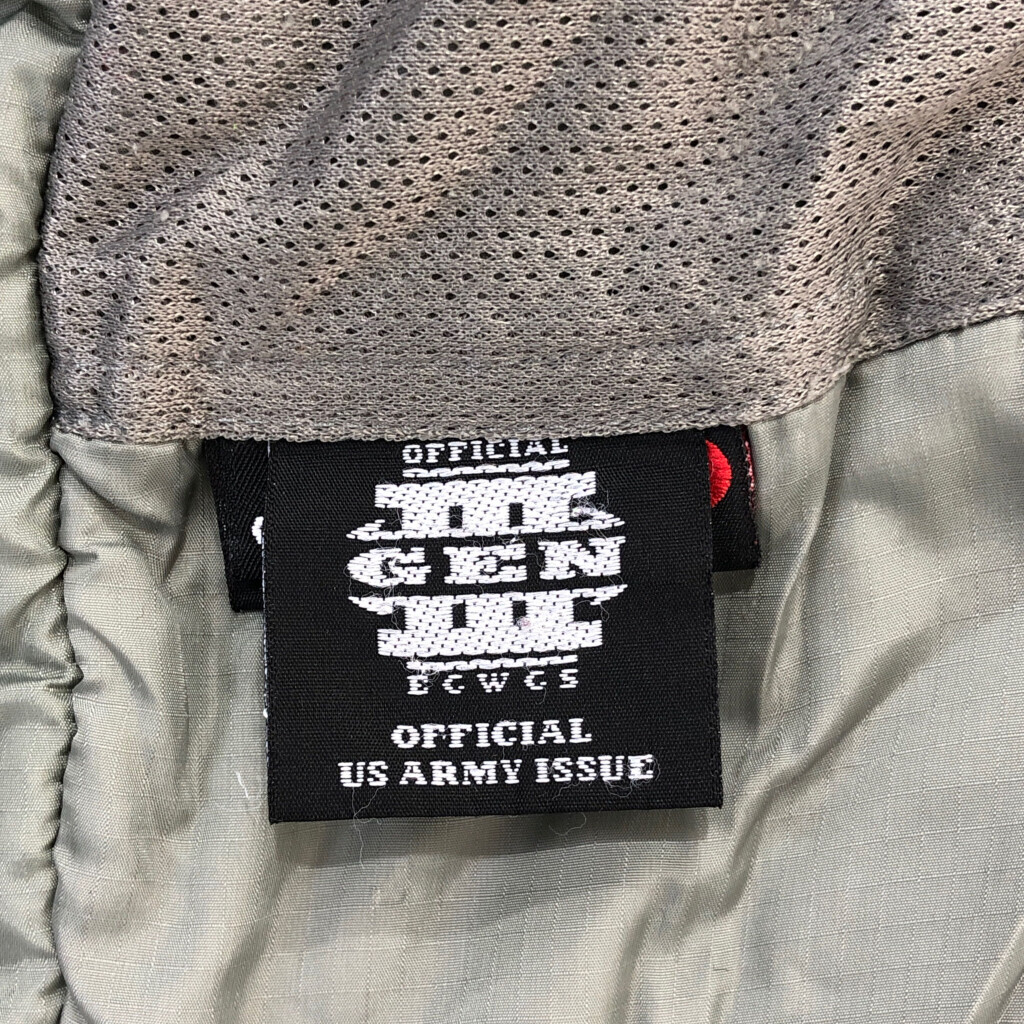 OFFICIAL
III
GEN
III
ECWCS
OFFICIAL
US ARMY ISSUE